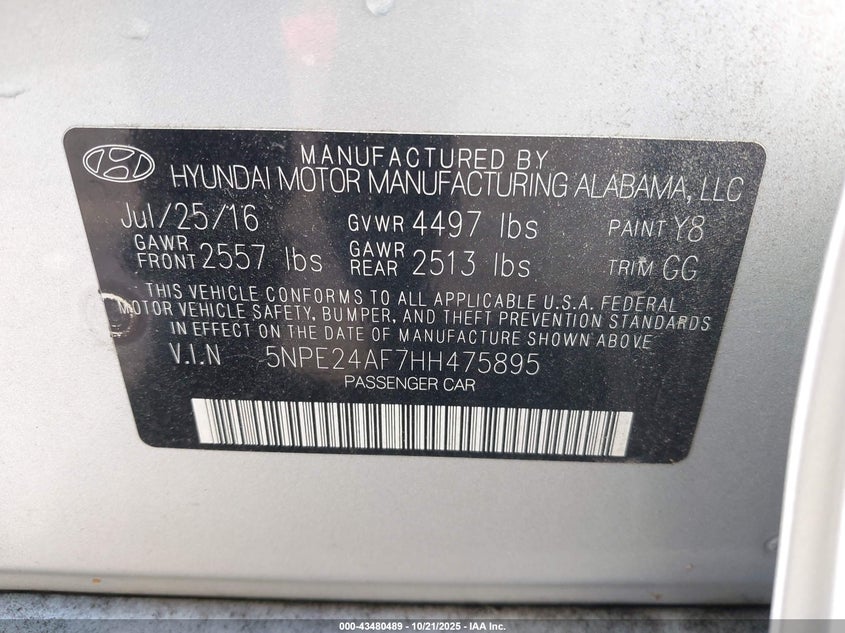 MANUFACTURED BY
HYUNDAI MOTOR MANUFACTURING ALABAMA, LLC
Jul/25/16 GVWR 4497 lbs PAINT Y8
GAWR FRONT 2557 lbs GAWR REAR 2513 lbs TRIM GG
THIS VEHICLE CONFORMS TO ALL APPLICABLE U.S.A. FEDERAL
MOTOR VEHICLE SAFETY, BUMPER, AND THEFT PREVENTION STANDARDS
IN EFFECT ON THE DATE OF MANUFACTURE SHOWN ABOVE.
V.I.N 5NPE24AF7HH475895
PASSENGER CAR
000-43480489 - 10/21/2025 - IAA Inc.